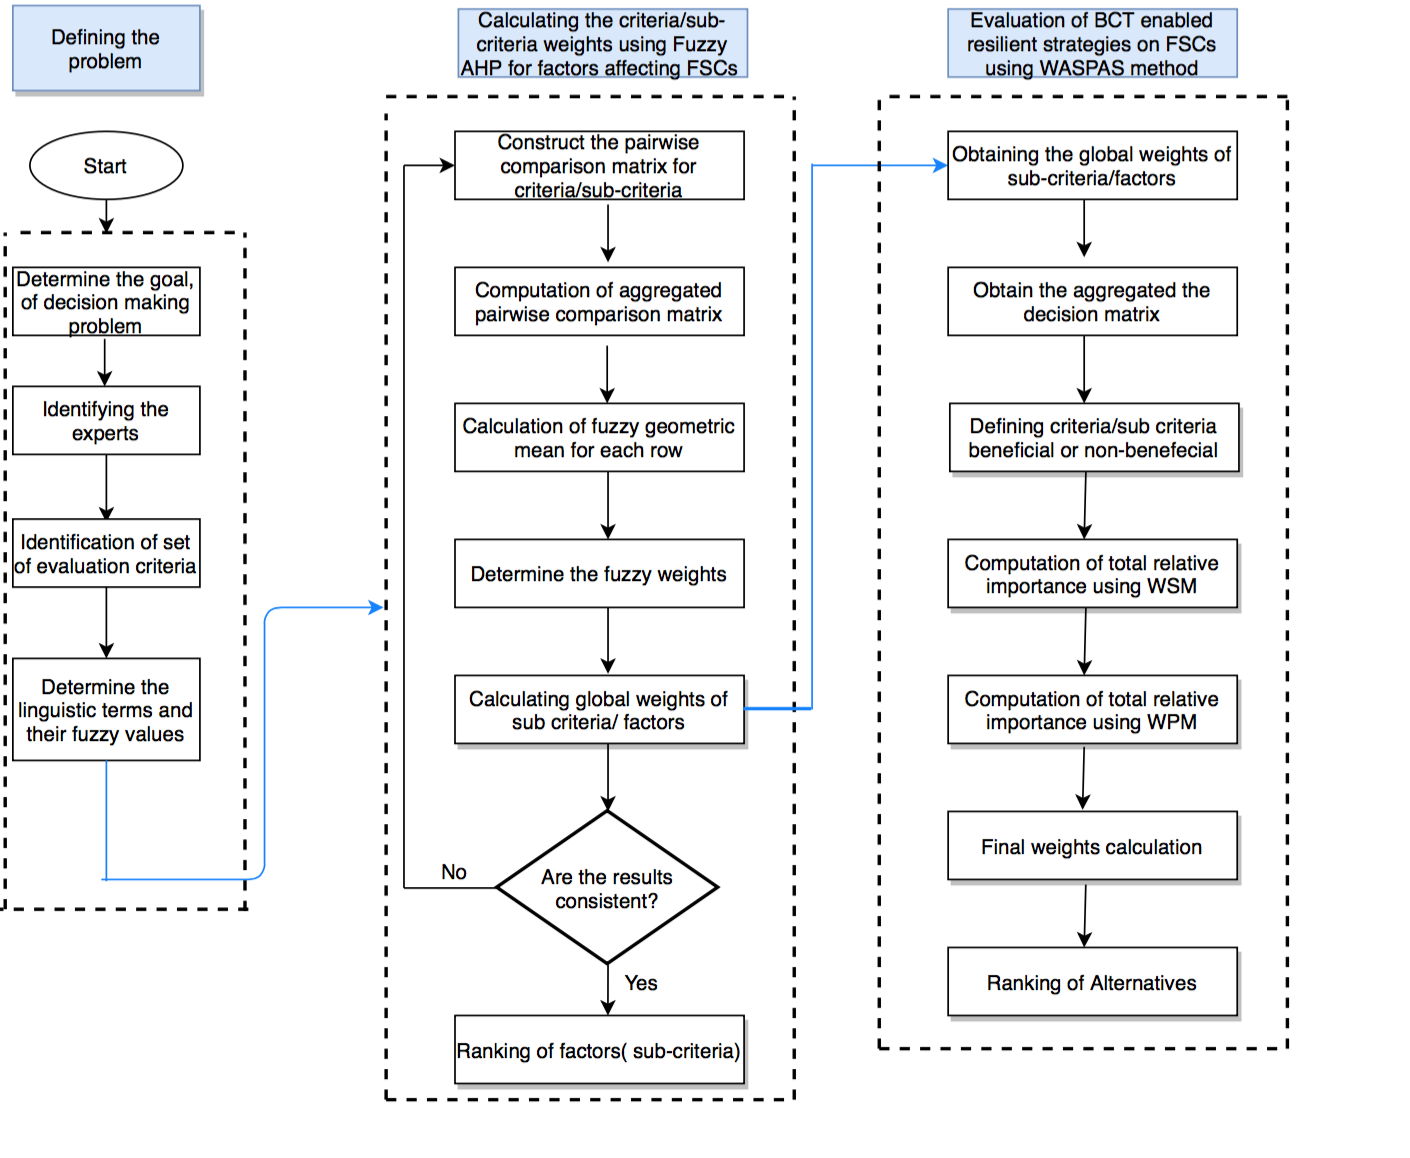 Defining the
problem
Start
Determine the goal,
of decision making
problem
Identifying the
experts
Identification of set
of evaluation criteria
Determine the
linguistic terms and
their fuzzy values
Calculating the criteria/sub-
criteria weights using Fuzzy
AHP for factors affecting FSCs
Construct the pairwise
comparison matrix for
criteria/sub-criteria
Computation of aggregated
pairwise comparison matrix
Calculation of fuzzy geometric
mean for each row
Determine the fuzzy weights
Calculating global weights of
sub criteria/ factors
Are the results
consistent?
No
Yes
Ranking of factors( sub-criteria)
Evaluation of BCT enabled
resilient strategies on FSCs
using WASPAS method
Obtaining the global weights of
sub-criteria/factors
Obtain the aggregated the
decision matrix
Defining criteria/sub criteria
beneficial or non-benefecial
Computation of total relative
importance using WSM
Computation of total relative
importance using WPM
Final weights calculation
Ranking of Alternatives